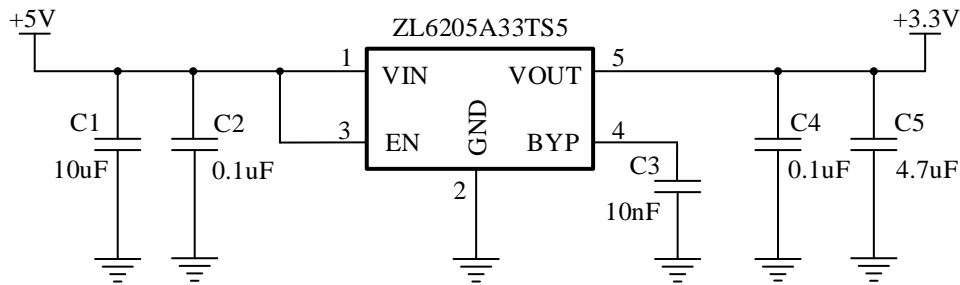 +5V
ZL6205A33TS5
+3.3V
1
VIN
VOUT
5
GND
C1
10uF
C2
0.1uF
3
EN
BYP
4
C3
10nF
C4
0.1uF
C5
4.7uF
2